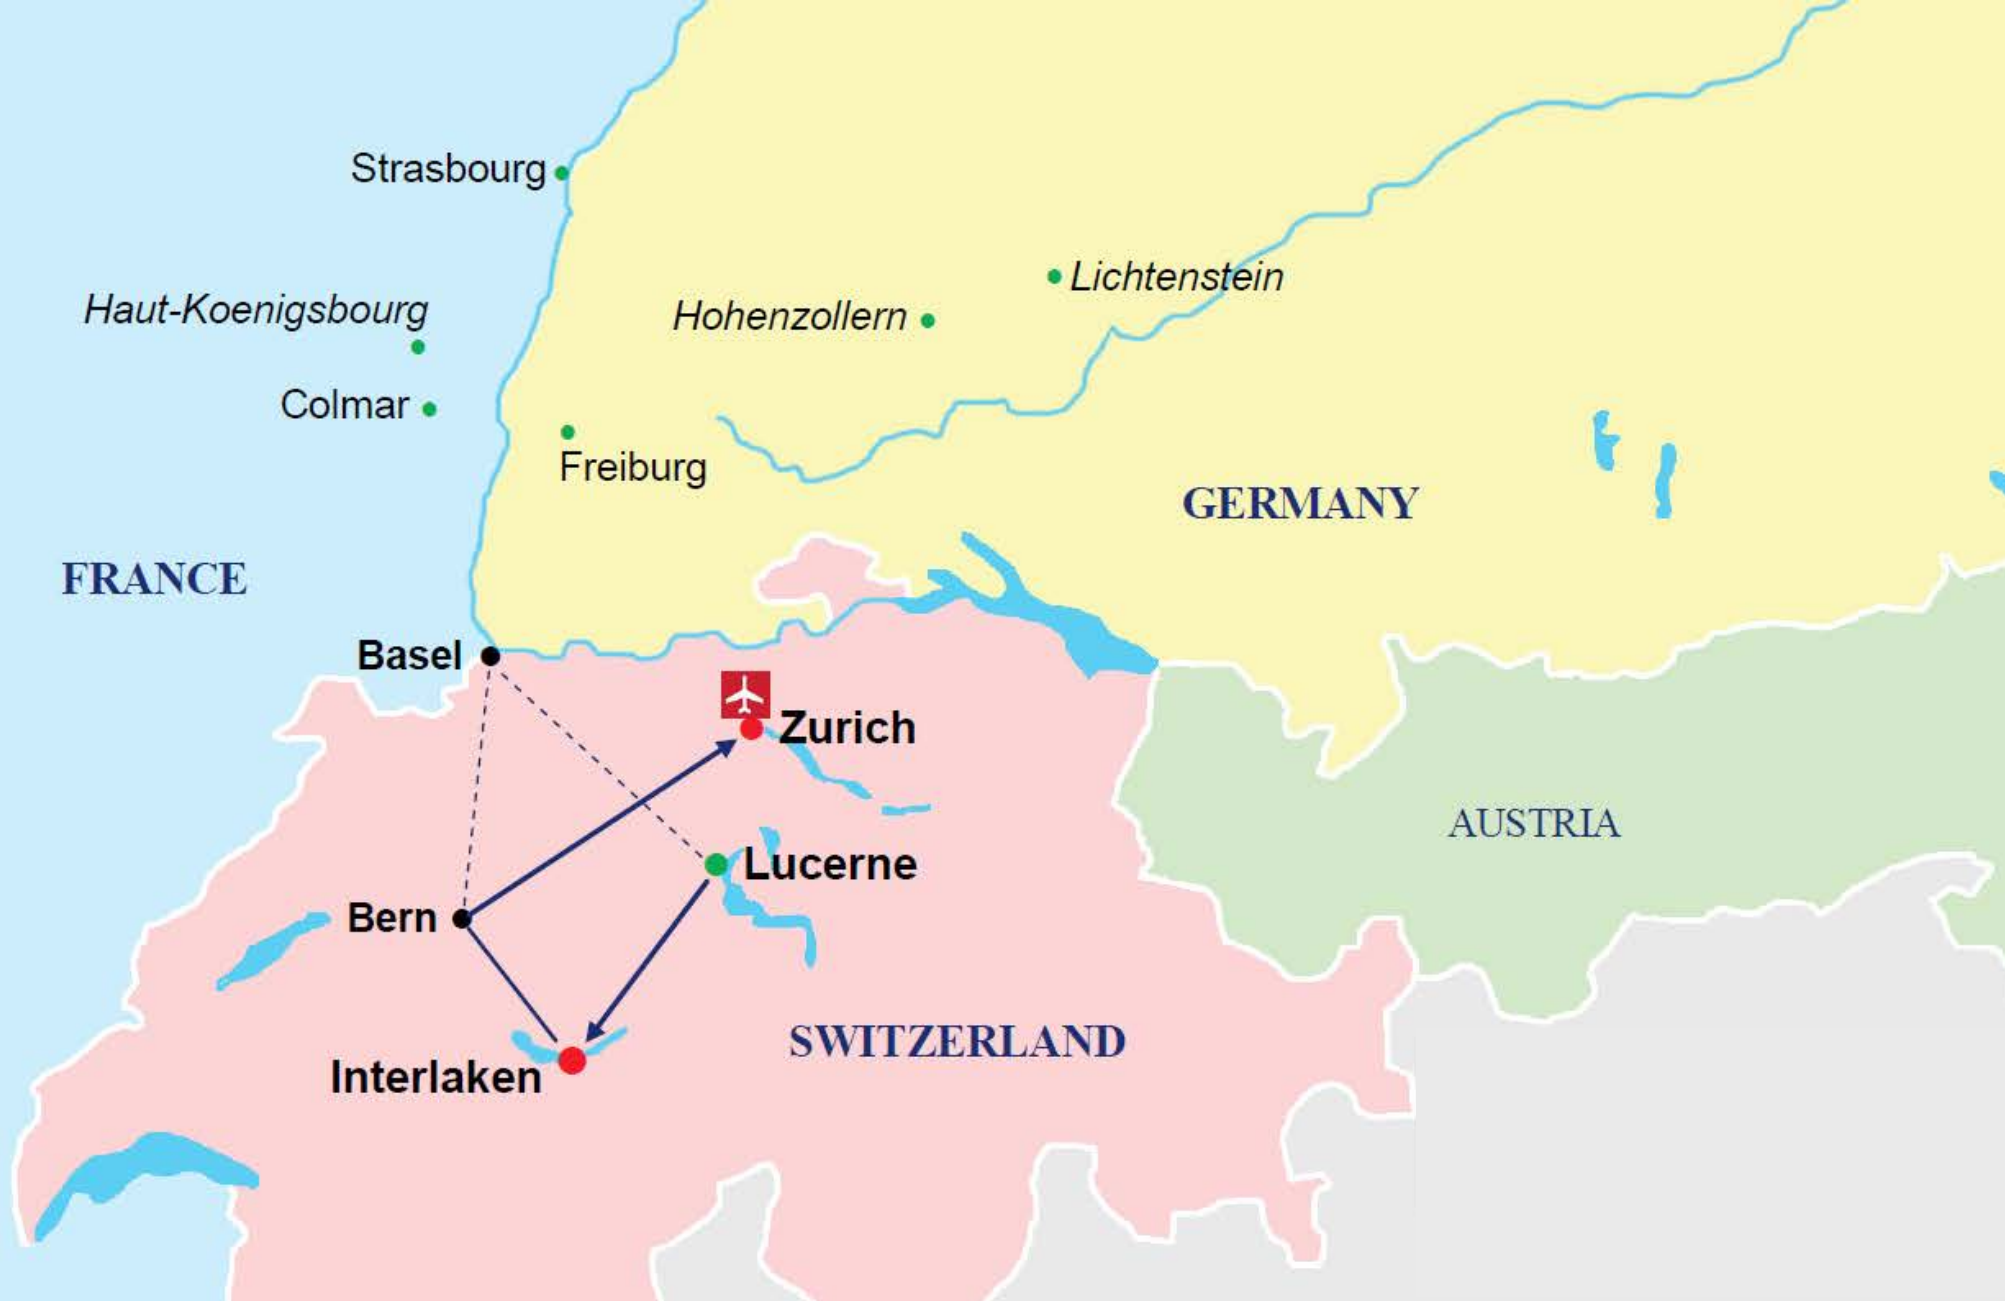 Strasbourg
Lichtenstein
Haut-Koenigsbourg
Hohenzollern
Colmar
Freiburg
GERMANY
FRANCE
Basel
Zurich
AUSTRIA
Lucerne
Bern
SWITZERLAND
Interlaken